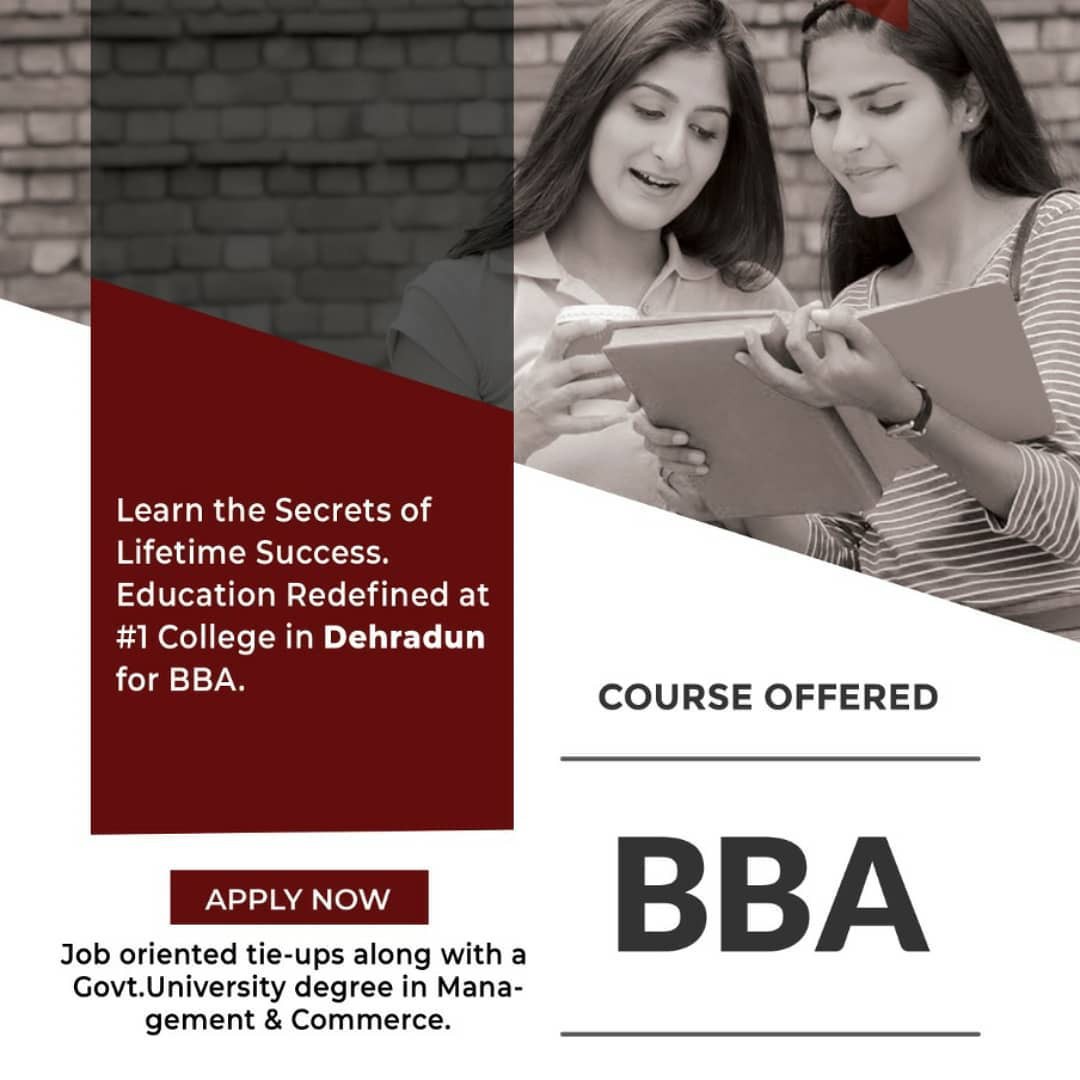 Learn the Secrets of
Lifetime Success.
Education Redefined at
#1 College in Dehradun
for BBA.
APPLY NOW
Job oriented tie-ups along with a
Govt.University degree in Mana-
gement & Commerce.
COURSE OFFERED
BBA